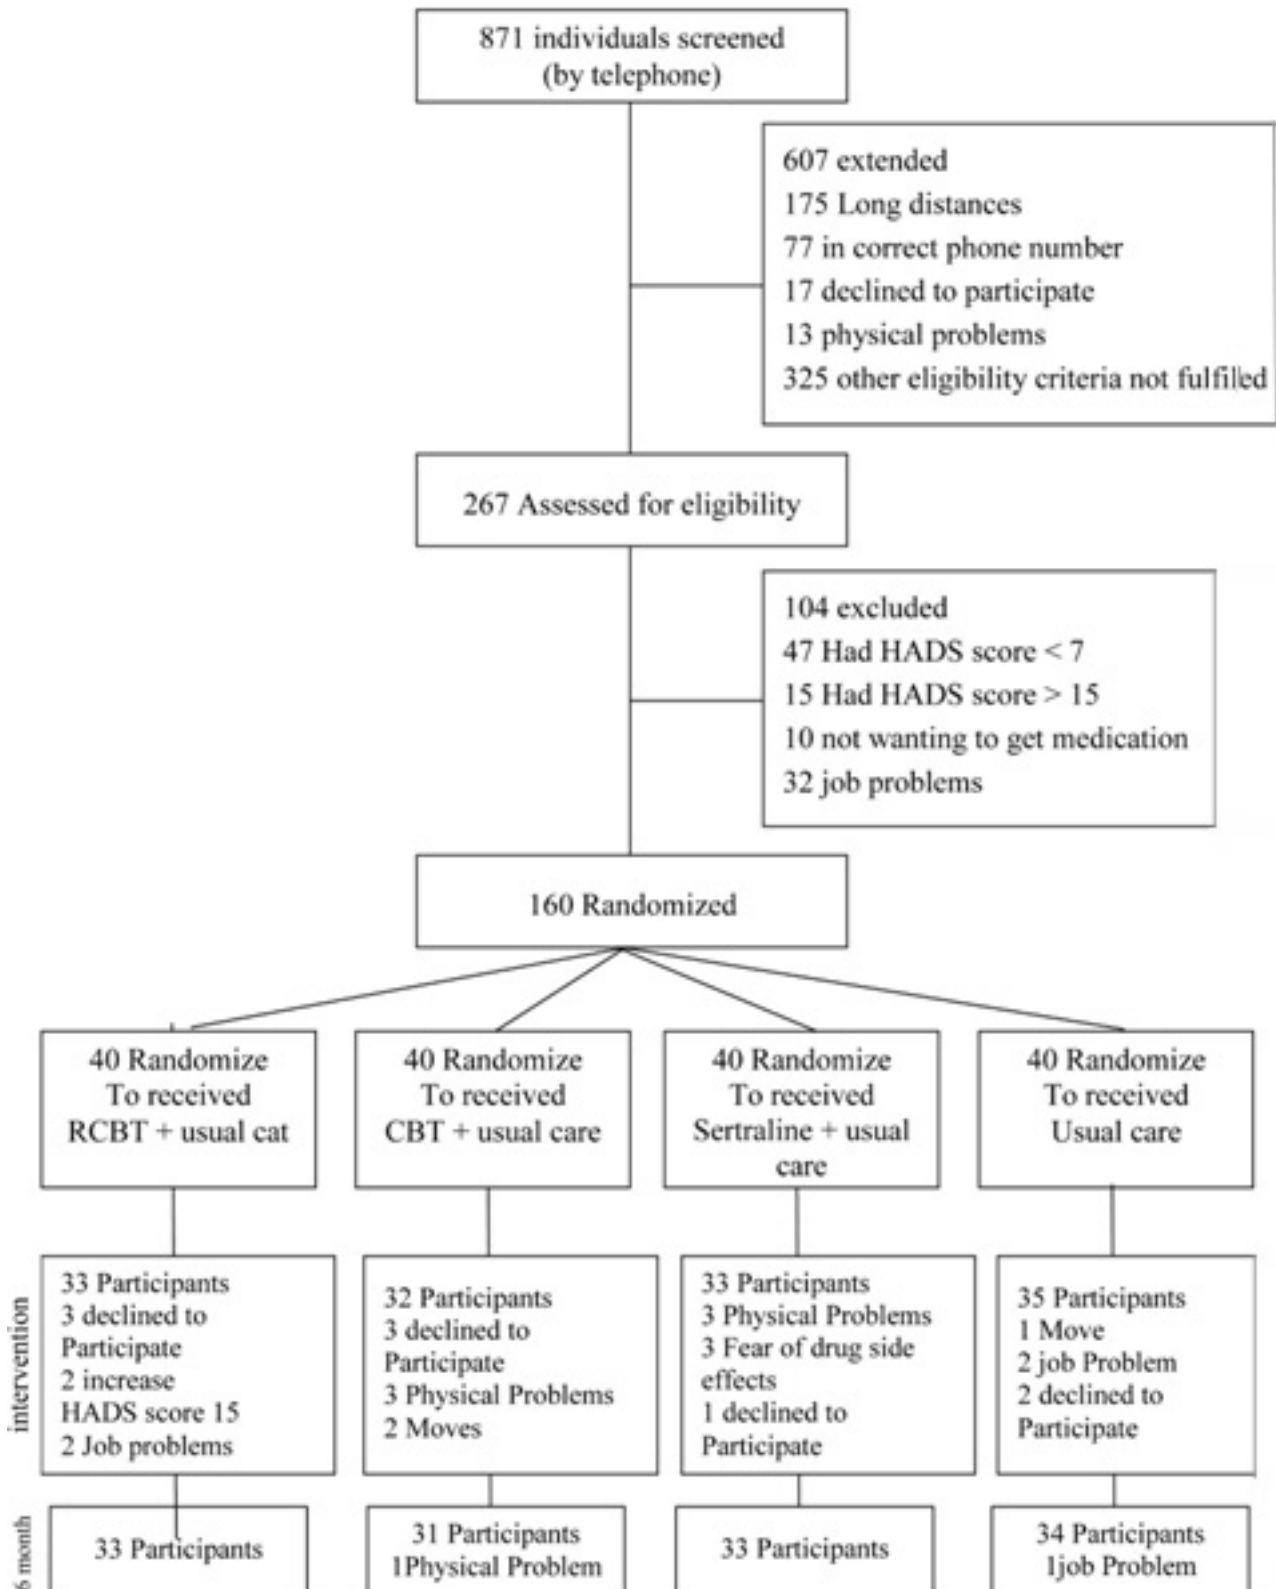 871 individuals screened
(by telephone)
607 extended
175 Long distances
77 in correct phone number
17 declined to participate
13 physical problems
325 other eligibility criteria not fulfiled
267 Assessed for eligibility
104 excluded
47 Had HADS score < 7
15 Had HADS score > 15
10 not wanting to get medication
32 job problems
160 Randomized
40 Randomize
To received
RCBT + usual cat
40 Randomize
To received
CBT + usual care
40 Randomize
To received
Sertraline + usual
care
40 Randomize
To received
Usual care
intervention
33 Participants
3 declined to
Participate
2 increase
HADS score 15
2 Job problems
32 Participants
3 declined to
Participate
3 Physical Problems
2 Moves
33 Participants
3 Physical Problems
3 Fear of drug side
effects
1 declined to
Participate
35 Participants
1 Move
2 job Problem
2 declined to
Participate
6 month
33 Participants
31 Participants
1Physical Problem
33 Participants
34 Participants
1job Problem